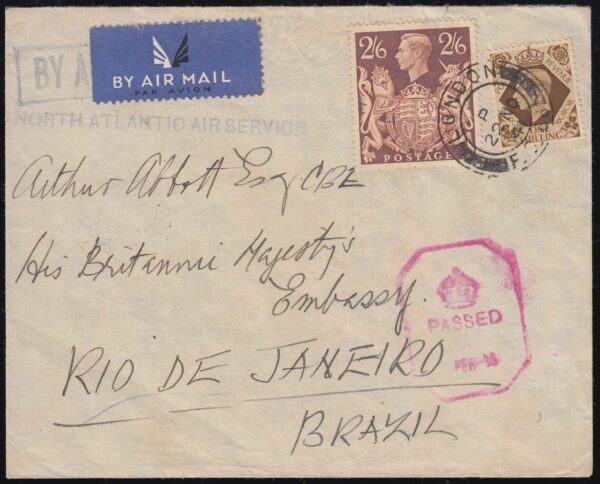 BY AIR MAIL
PAR AVION
BY A
NORTH ATLANTIC AIR SERVICE
2/6 2/6
POSTAGE
REVENUE
ONE
SHILLING
LONDON
Arthur Abbott Esq CBE
His Britannic Majesty's
Embassy.
RIO DE JANEIRO
BRAZIL
PASSED